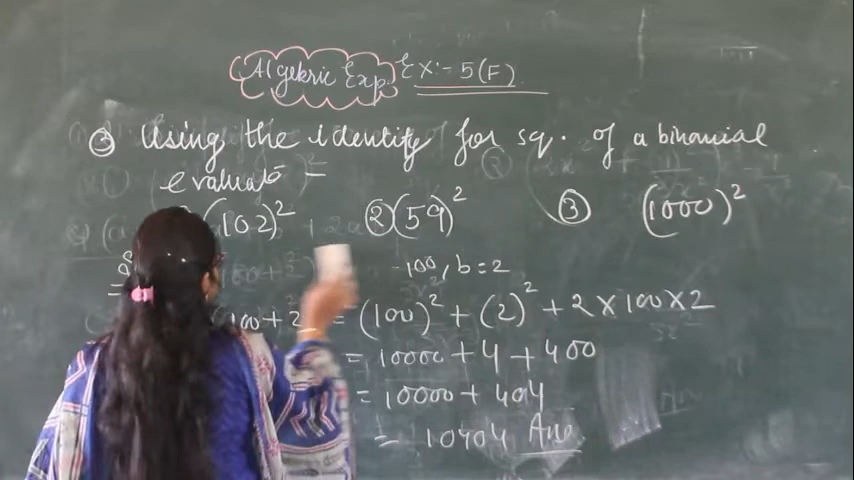 Algebric Exp. Ex:- 5(F)
③ Using the identity for sq. of a binomial
evaluate =
(102)² ② (59)² ③ (1000)²
100, b = 2
100 + 2 = (100)² + (2)² + 2 × 100 × 2
= 10000 + 4 + 400
= 10000 + 404
= 10404 Ans